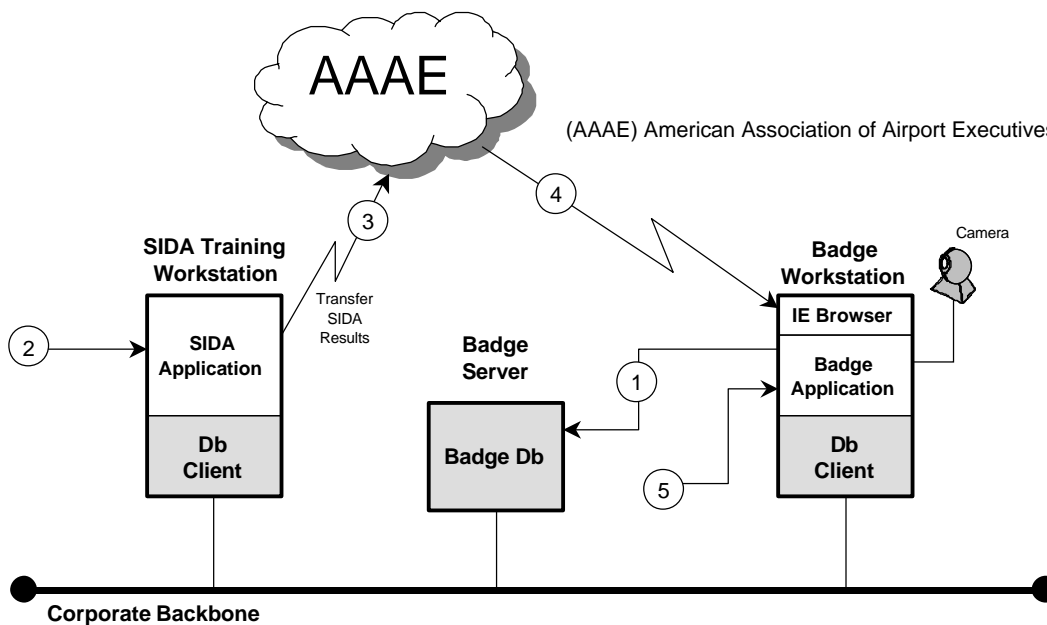 AAAE
(AAAE) American Association of Airport Executives
4
3
SIDA Training
Workstation
Transfer
SIDA
Results
Camera
Badge
Workstation
IE Browser
2
SIDA
Application
Badge
Server
1
Badge
Application
Db
Client
Badge Db
5
Db
Client
Corporate Backbone